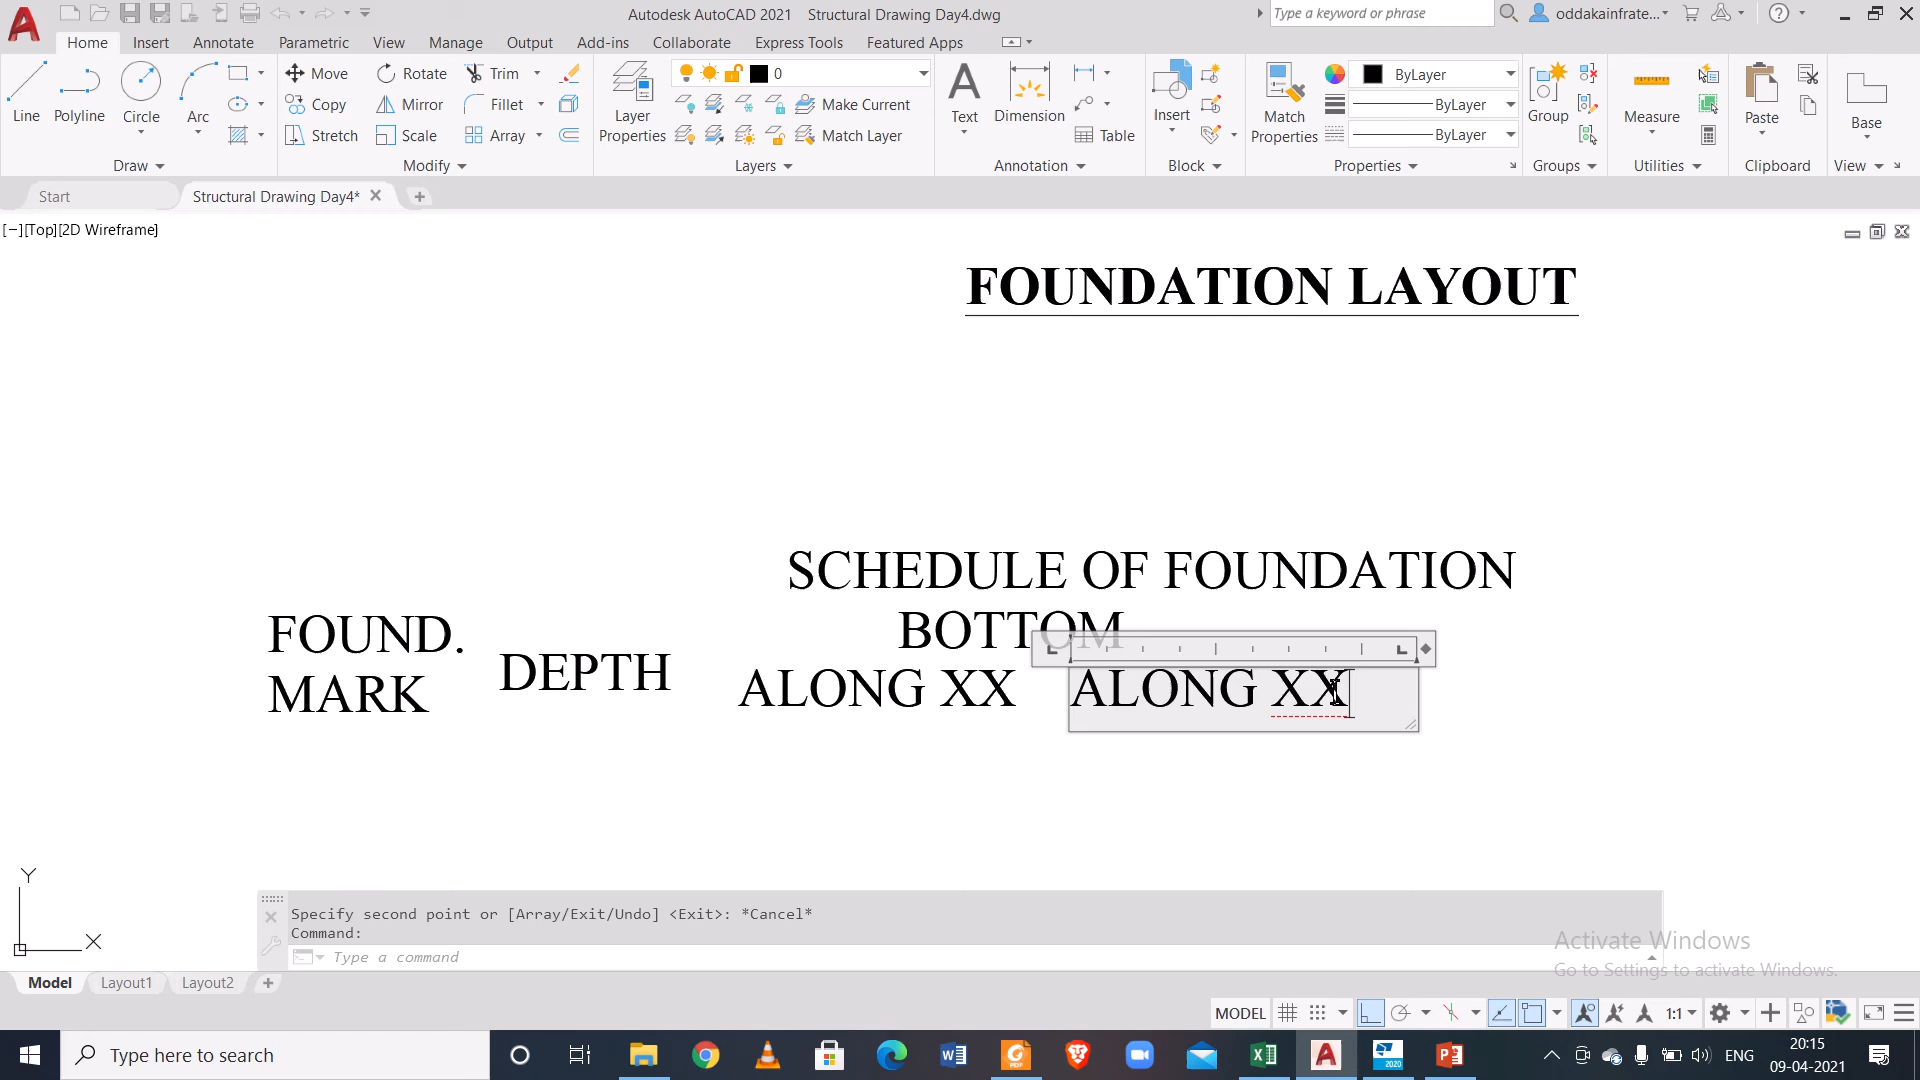 Autodesk AutoCAD 2021 Structural Drawing Day4.dwg
Type a keyword or phrase
oddakainfrate...
Home Insert Annotate Parametric View Manage Output Add-ins Collaborate Express Tools Featured Apps
Line Polyline Circle Arc
Move Rotate Trim
Copy Mirror Fillet
Stretch Scale Array
Layer Properties
0
Make Current
Match Layer
Text Dimension Table
Insert
Match Properties
ByLayer
ByLayer
ByLayer
Group Measure Paste Base
Draw Modify Layers Annotation Block Properties Groups Utilities Clipboard View
Start Structural Drawing Day4*
[−][Top][2D Wireframe]
FOUNDATION LAYOUT
SCHEDULE OF FOUNDATION
FOUND.
MARK
DEPTH
BOTTOM
ALONG XX ALONG XX
Y
X
Specify second point or [Array/Exit/Undo] <Exit>: *Cancel*
Command:
Type a command
Activate Windows
Go to Settings to activate Windows.
Model Layout1 Layout2
MODEL 1:1
Type here to search
ENG
20:15
09-04-2021